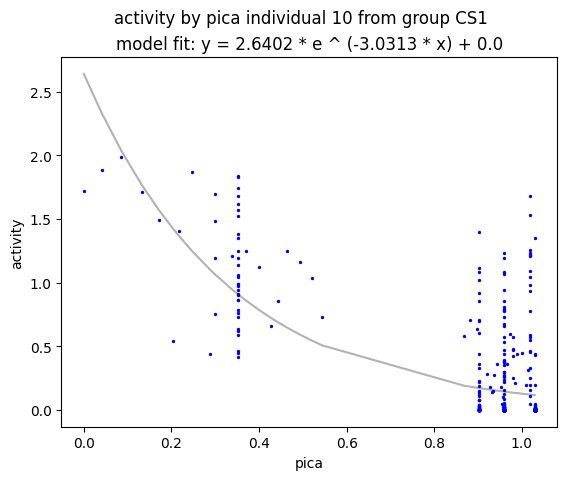 activity by pica individual 10 from group CS1
model fit: y = 2.6402 * e ^ (-3.0313 * x) + 0.0
2.5
2.0
1.5
1.0
0.5
0.0
activity
0.0 0.2 0.4 0.6 0.8 1.0
pica